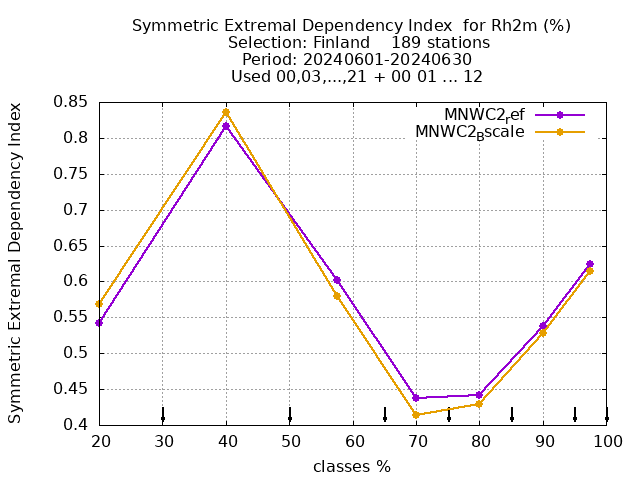 Symmetric Extremal Dependency Index  for Rh2m (%)
Selection: Finland    189 stations
Period: 20240601-20240630
Used 00,03,...,21 + 00 01 ... 12
MNWC2ref
MNWC2Bscale
Symmetric Extremal Dependency Index
0.85
0.8
0.75
0.7
0.65
0.6
0.55
0.5
0.45
0.4
20 30 40 50 60 70 80 90 100
classes %